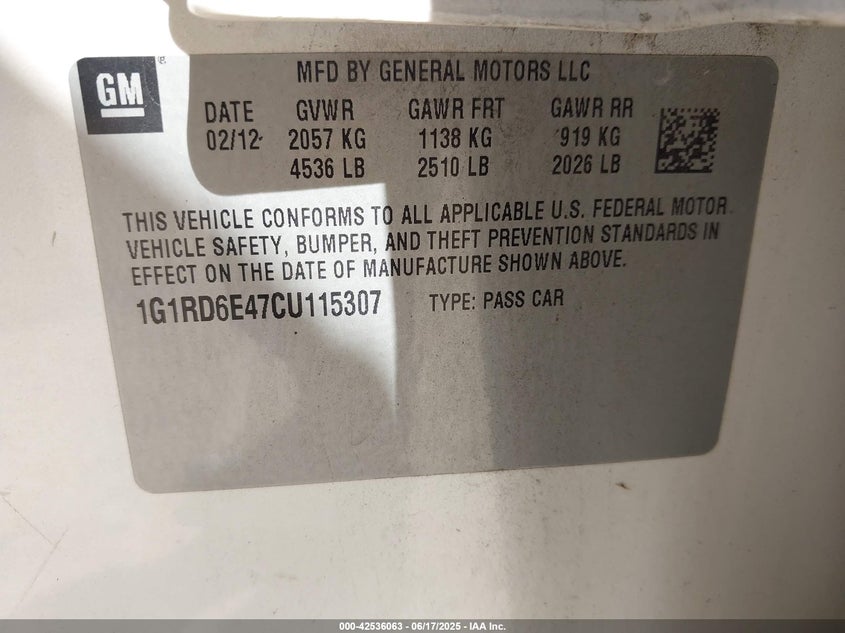 GM
MFD BY GENERAL MOTORS LLC
DATE GVWR GAWR FRT GAWR RR
02/12 2057 KG 1138 KG 919 KG
4536 LB 2510 LB 2026 LB
THIS VEHICLE CONFORMS TO ALL APPLICABLE U.S. FEDERAL MOTOR
VEHICLE SAFETY, BUMPER, AND THEFT PREVENTION STANDARDS IN
EFFECT ON THE DATE OF MANUFACTURE SHOWN ABOVE.
1G1RD6E47CU115307 TYPE: PASS CAR
000-42536063 - 06/17/2025 - IAA Inc.